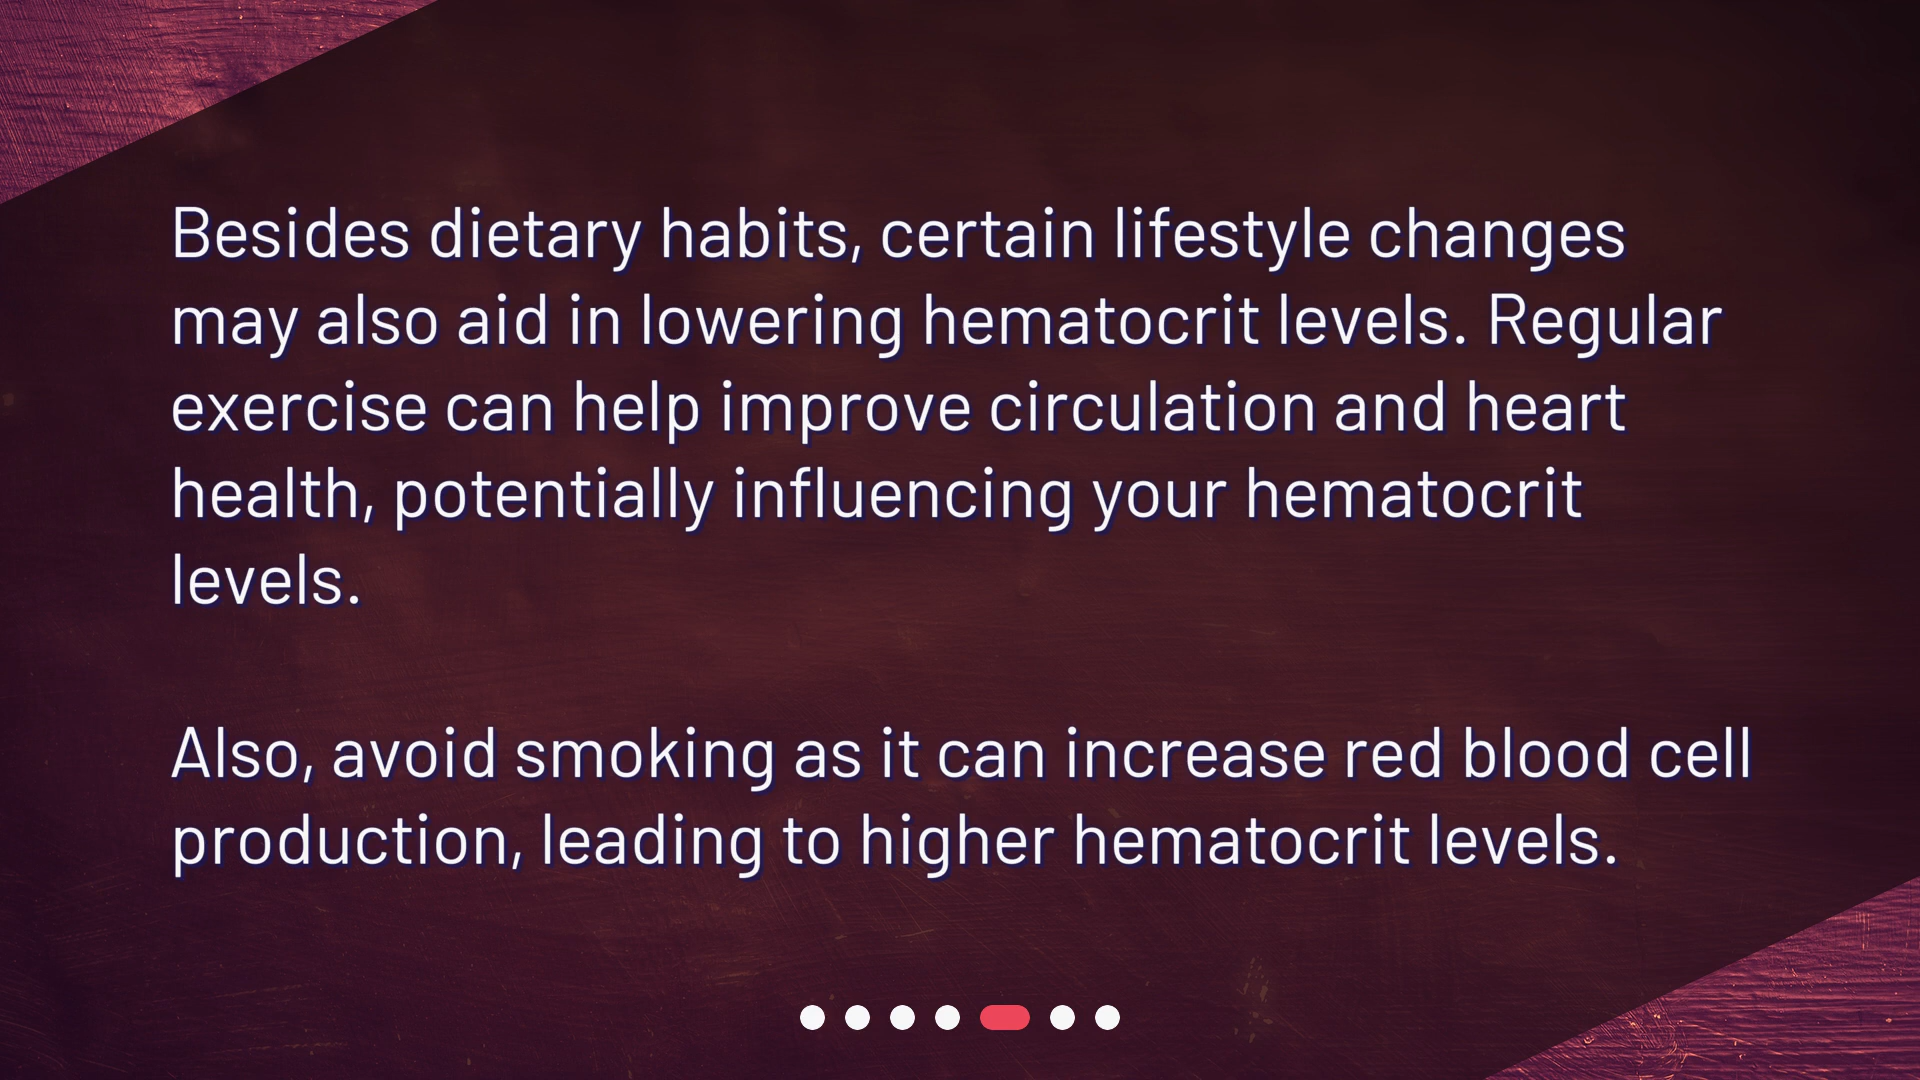 Besides dietary habits, certain lifestyle changes
may also aid in lowering hematocrit levels. Regular
exercise can help improve circulation and heart
health, potentially influencing your hematocrit
levels.
Also, avoid smoking as it can increase red blood cell
production, leading to higher hematocrit levels.